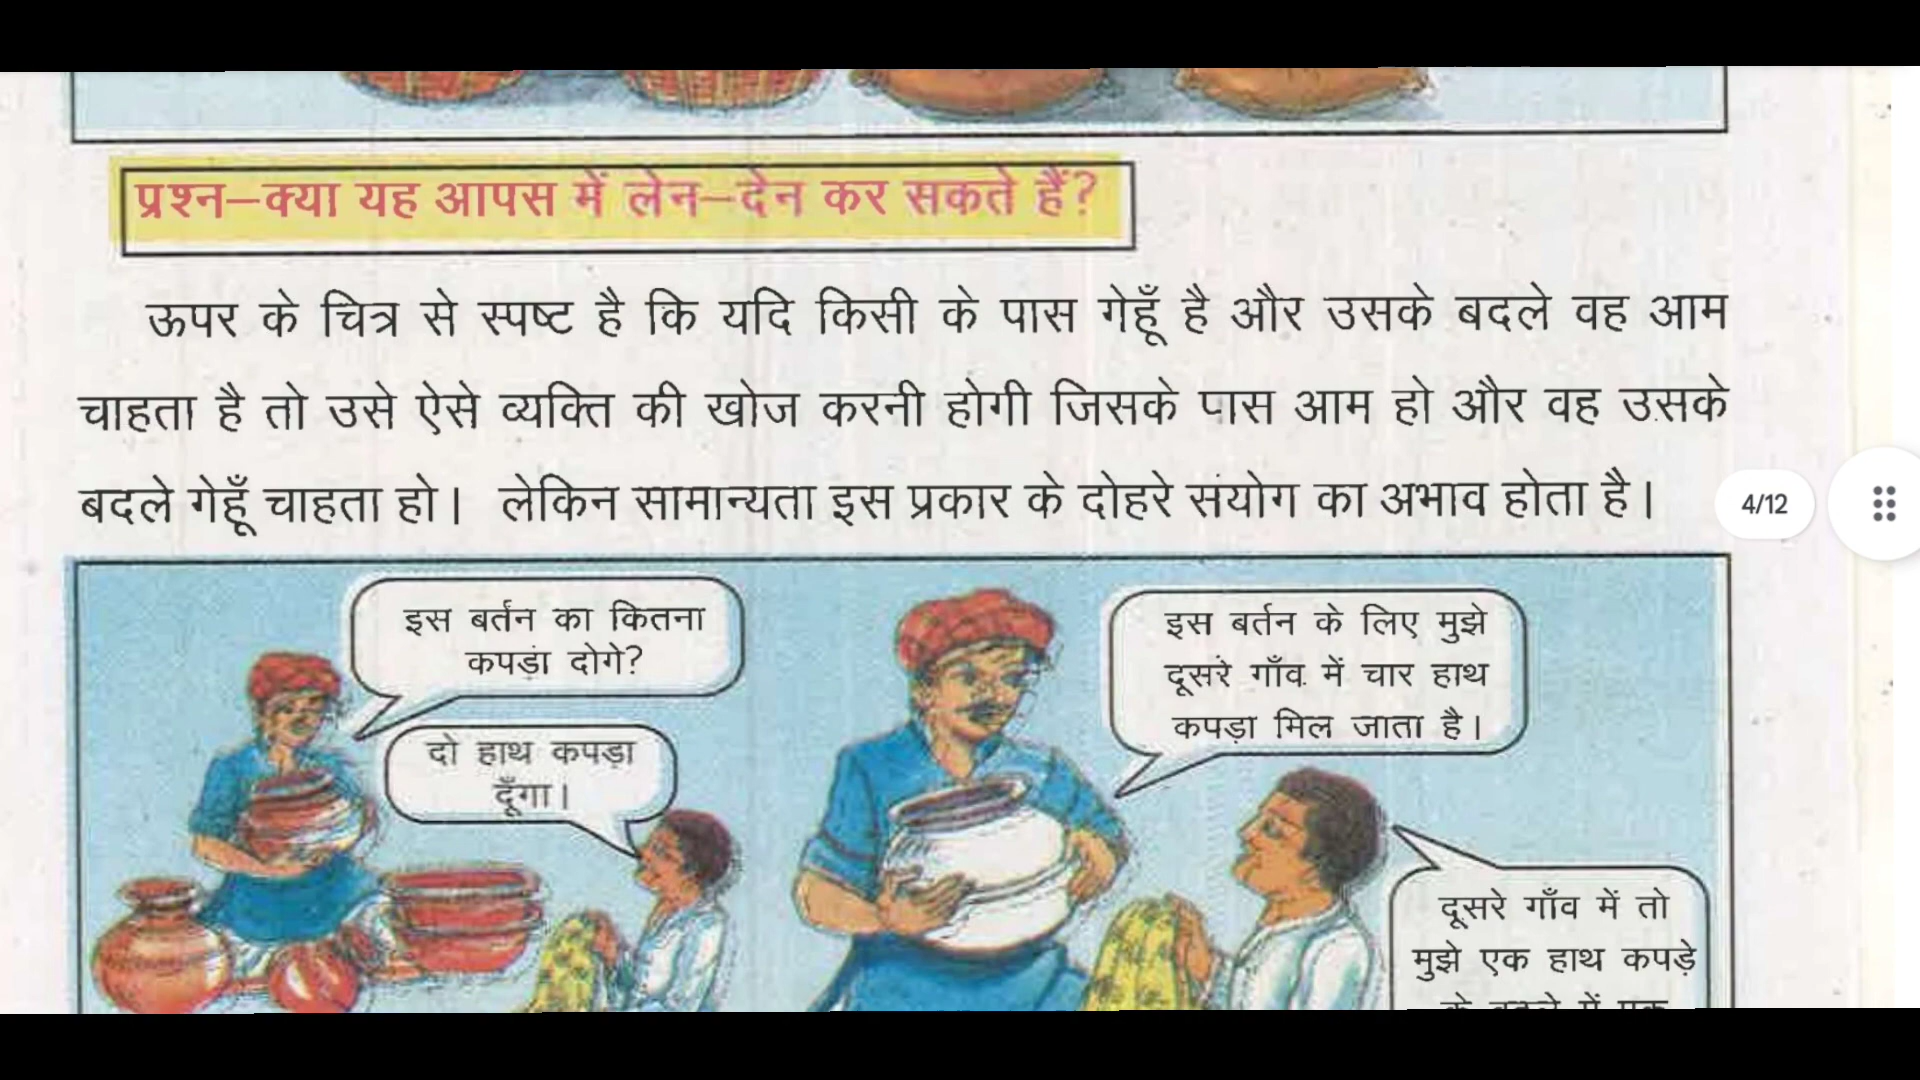 प्रश्न–क्या यह आपस में लेन–देन कर सकते हैं?
ऊपर के चित्र से स्पष्ट है कि यदि किसी के पास गेहूँ है और उसके बदले वह आम
चाहता है तो उसे ऐसे व्यक्ति की खोज करनी होगी जिसके पास आम हो और वह उसके
बदले गेहूँ चाहता हो। लेकिन सामान्यता इस प्रकार के दोहरे संयोग का अभाव होता है।
4/12
इस बर्तन का कितना
कपड़ा दोगे?
दो हाथ कपड़ा
दूँगा।
इस बर्तन के लिए मुझे
दूसरे गाँव में चार हाथ
कपड़ा मिल जाता है।
दूसरे गाँव में तो
मुझे एक हाथ कपड़े